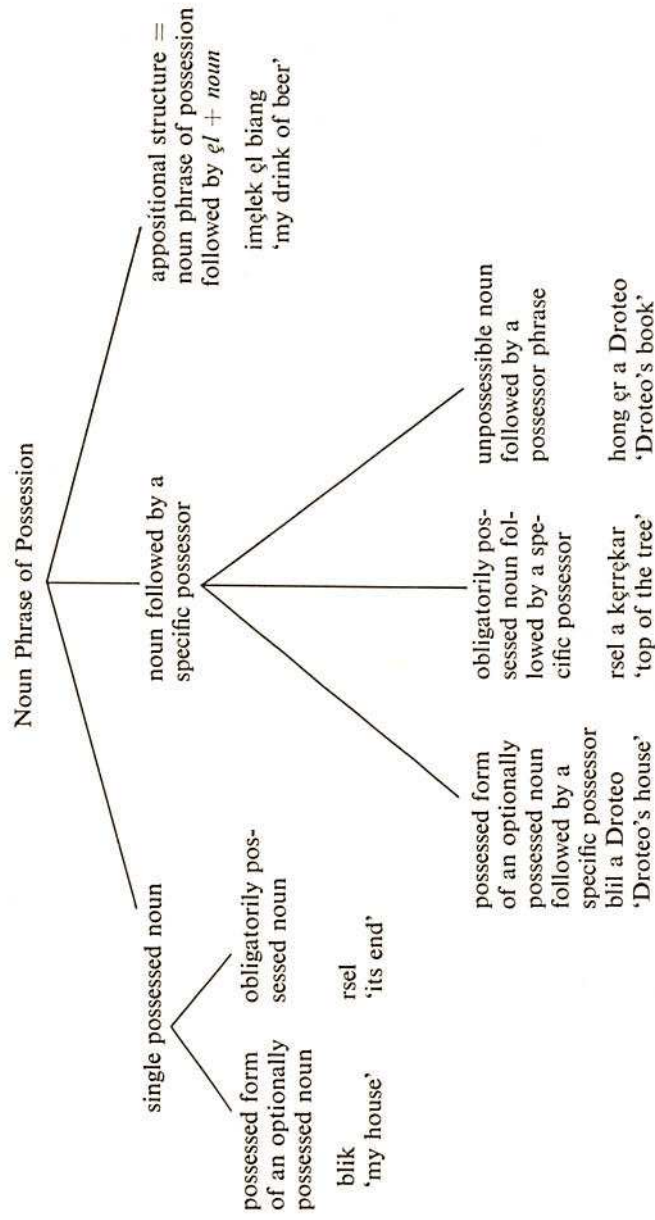 Noun Phrase of Possession
single possessed noun
possessed form
of an optionally
possessed noun
blik
‘my house’
obligatorily pos-
sessed noun
rsel
‘its end’
noun followed by a
specific possessor
possessed form
of an optionally
possessed noun
followed by a
specific possessor
blil a Droteo
‘Droteo’s house’
obligatorily pos-
sessed noun fol-
lowed by a spe-
cific possessor
rsel a kęrrękar
‘top of the tree’
unpossessible noun
followed by a
possessor phrase
hong ęr a Droteo
‘Droteo’s book’
appositional structure =
noun phrase of possession
followed by ęl + noun
imęlek ęl biang
‘my drink of beer’